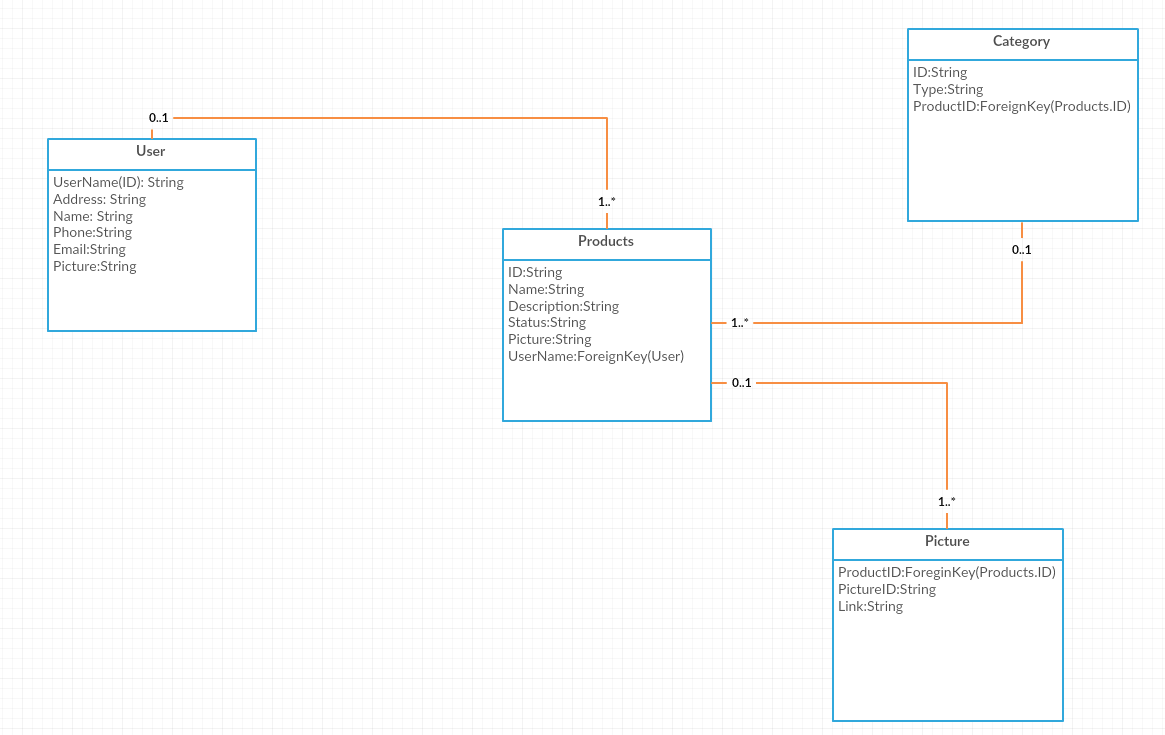 Category
ID:String
Type:String
ProductID:ForeignKey(Products.ID)
0..1
0..1
User
UserName(ID): String
Address: String
Name: String
Phone:String
Email:String
Picture:String
1..*
Products
ID:String
Name:String
Description:String
Status:String
Picture:String
UserName:ForeignKey(User)
1..*
0..1
1..*
Picture
ProductID:ForeginKey(Products.ID)
PictureID:String
Link:String